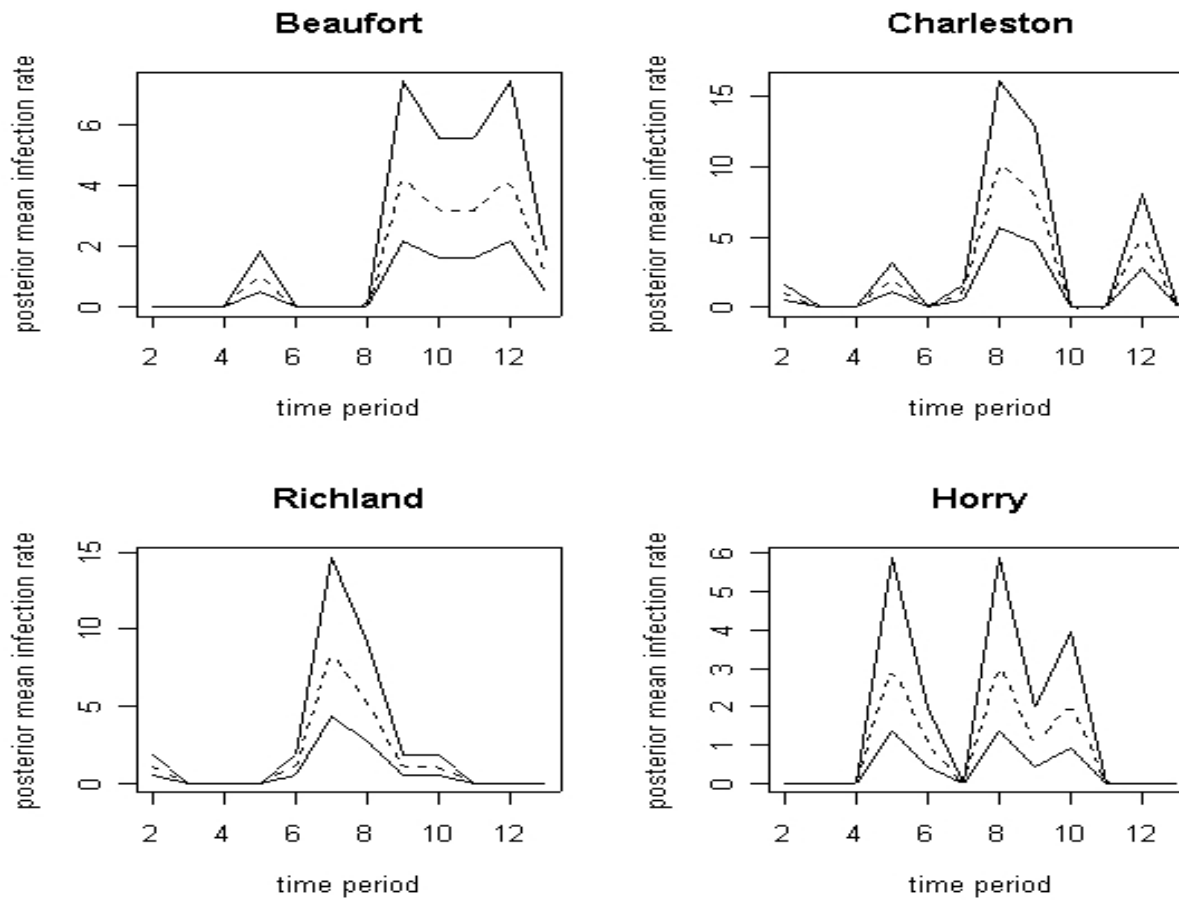 Beaufort
posterior mean infection rate
0 2 4 6
2 4 6 8 10 12
time period
Charleston
posterior mean infection rate
0 5 10 15
2 4 6 8 10 12
time period
Richland
posterior mean infection rate
0 5 10 15
2 4 6 8 10 12
time period
Horry
posterior mean infection rate
0 1 2 3 4 5 6
2 4 6 8 10 12
time period